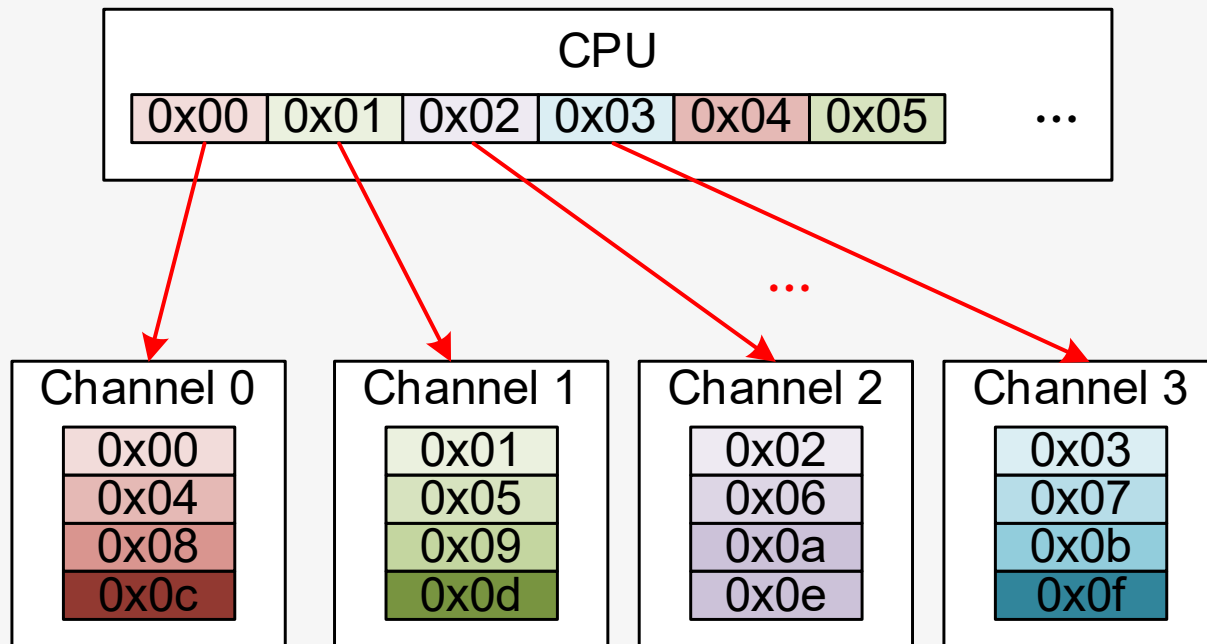 CPU
0x00 0x01 0x02 0x03 0x04 0x05 ...
...
Channel 0 Channel 1 Channel 2 Channel 3
0x00 0x01 0x02 0x03
0x04 0x05 0x06 0x07
0x08 0x09 0x0a 0x0b
0x0c 0x0d 0x0e 0x0f